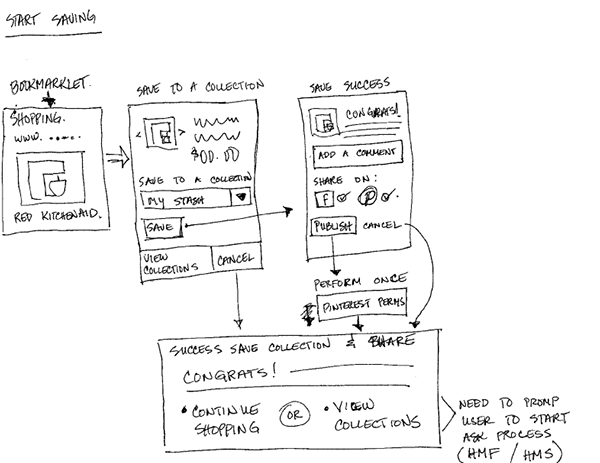 START SAVING
BOOKMARKLET.
SHOPPING.
WWW. .....
RED KITCHENAID.
SAVE TO A COLLECTION
< >
$00.00
SAVE TO A COLLECTIN
MY STASH
SAVE
VIEW
COLLECTIONS
CANCEL
SAVE SUCCESS
CONGRATS!
ADD A COMMENT
SHARE ON:
f P
PUBLISH CANCEL
PERFORM ONCE
PINTEREST PERMS
SUCCESS SAVE COLLECTION & SHARE
CONGRATS!
• CONTINUE
SHOPPING
OR
• VIEW
COLLECTIONS
NEED TO PROMP
USER TO START
ASK PROCESS
(HMF / HMS)